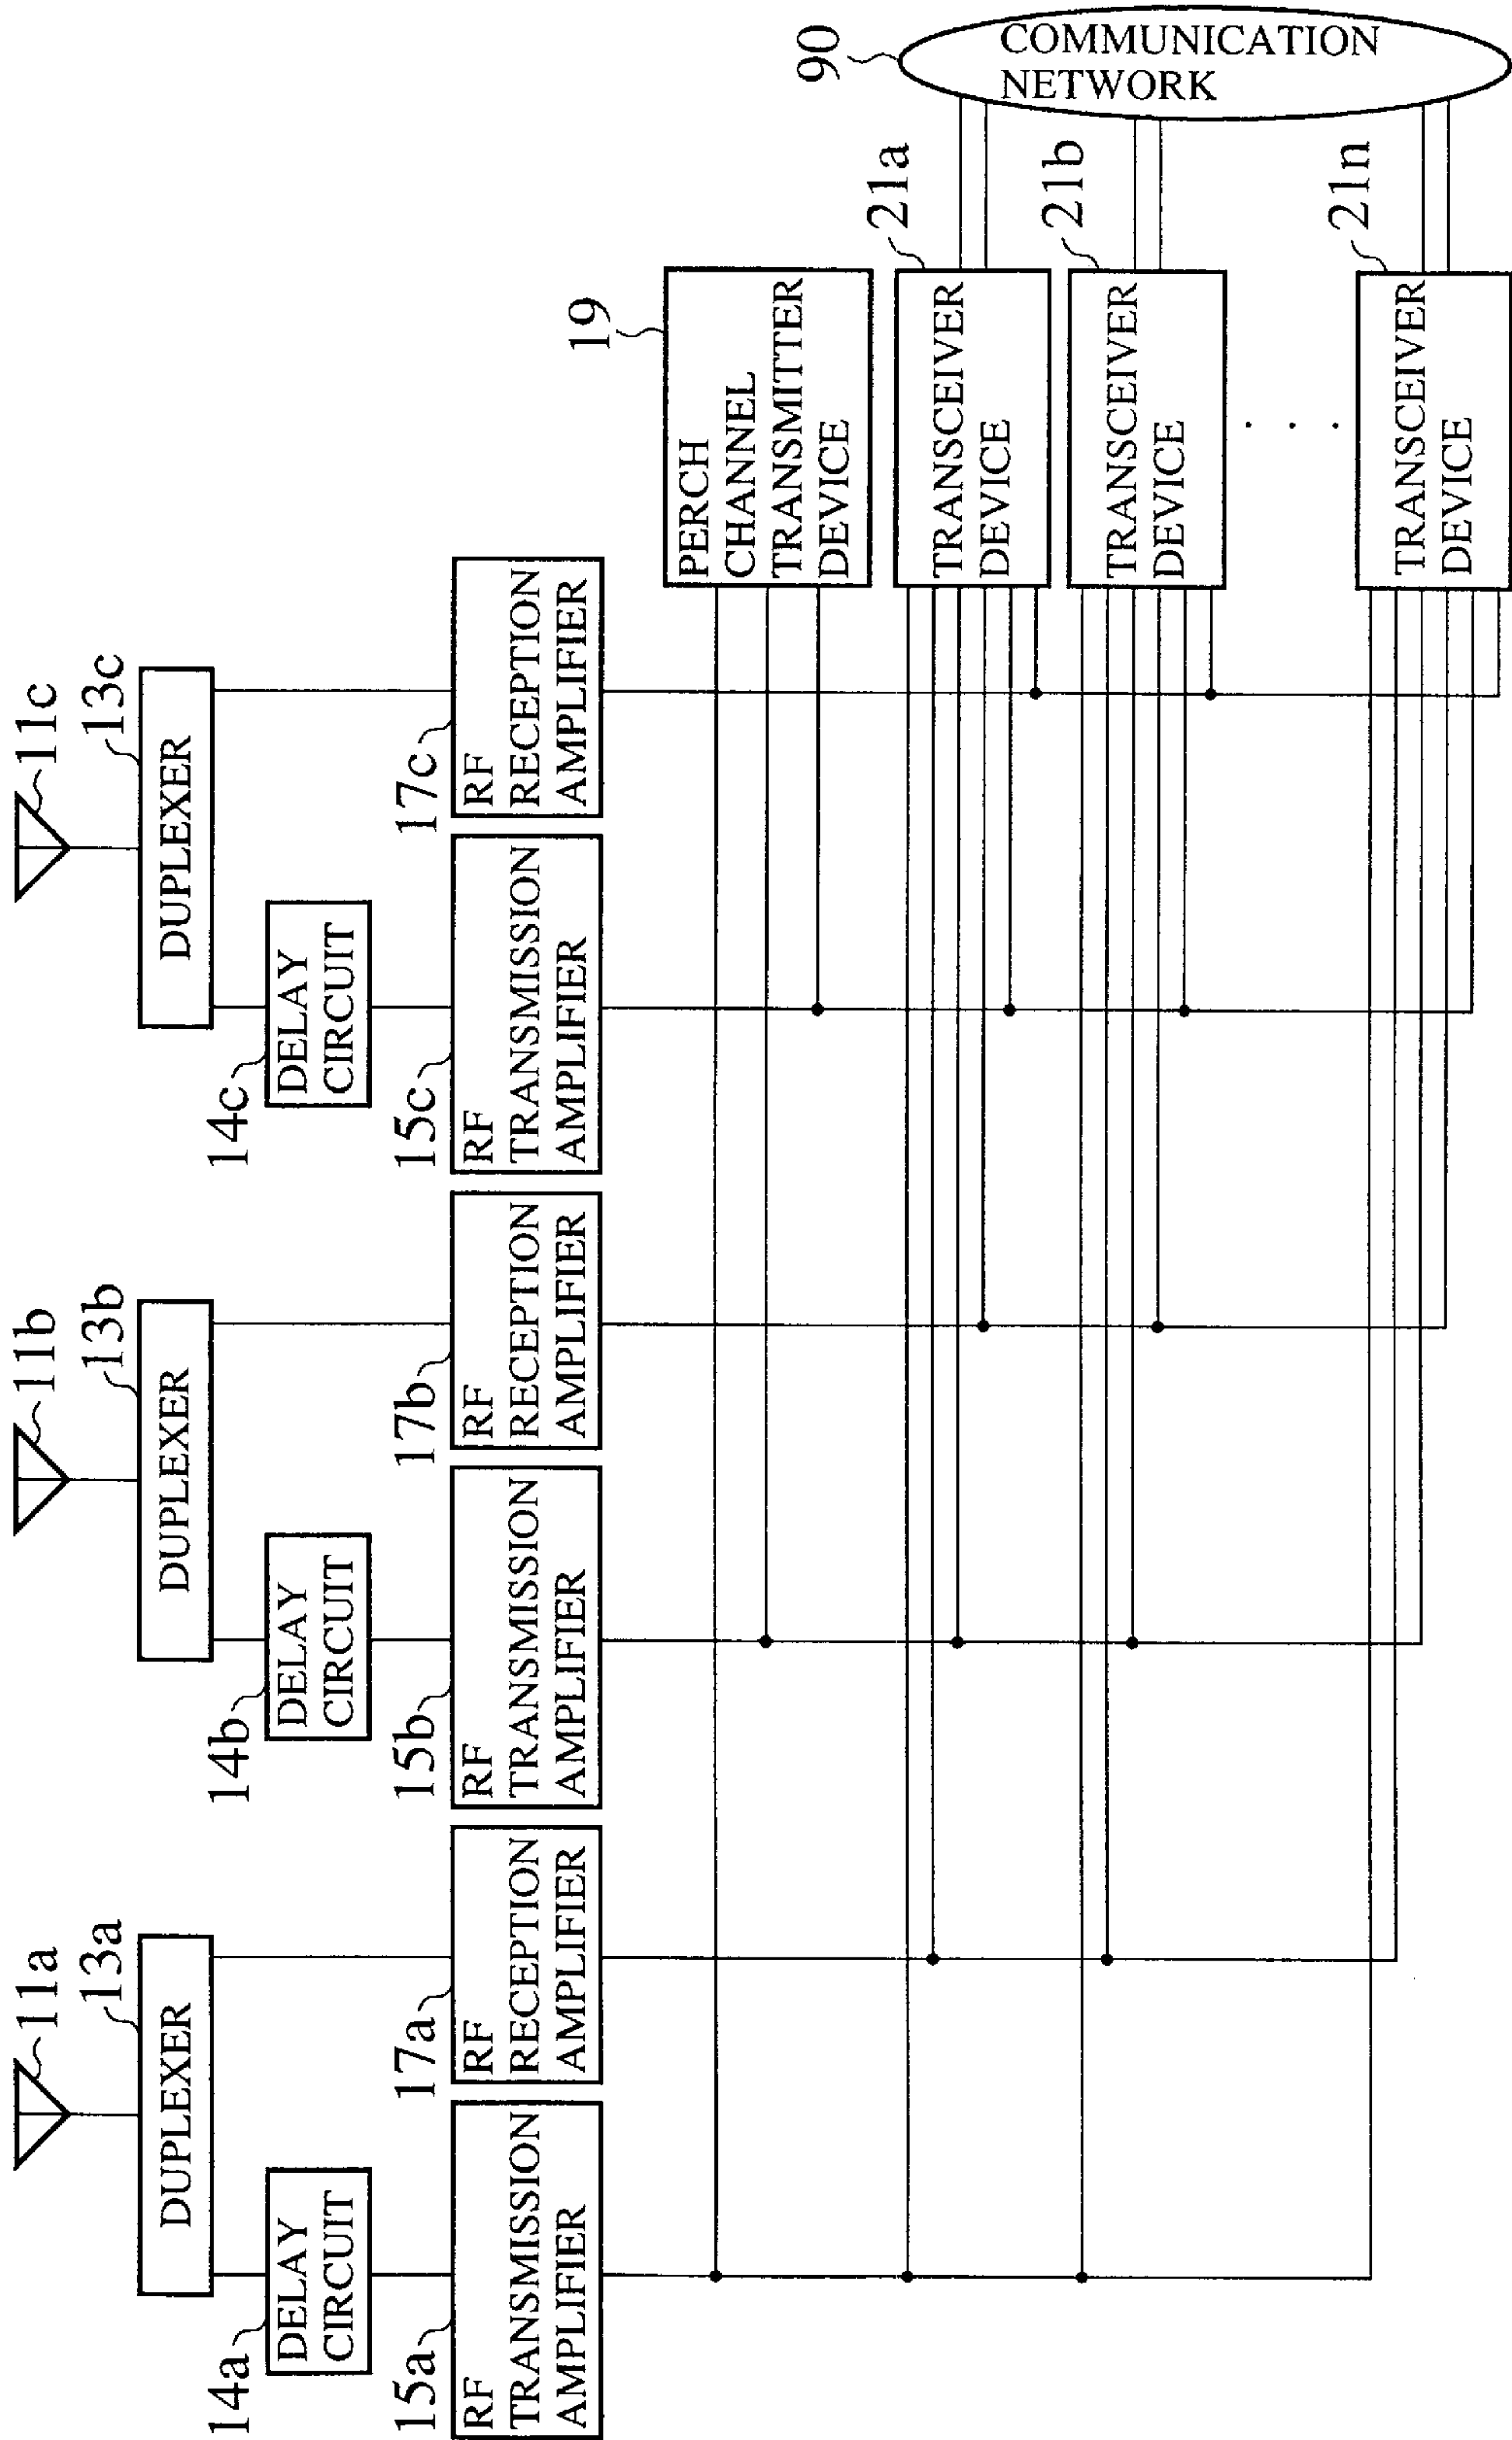 11a
13a
DUPLEXER
14a
DELAY
CIRCUIT
15a
RF
TRANSMISSION
AMPLIFIER
17a
RF
RECEPTION
AMPLIFIER
11b
13b
DUPLEXER
14b
DELAY
CIRCUIT
15b
RF
TRANSMISSION
AMPLIFIER
17b
RF
RECEPTION
AMPLIFIER
11c
13c
DUPLEXER
14c
DELAY
CIRCUIT
15c
RF
TRANSMISSION
AMPLIFIER
17c
RF
RECEPTION
AMPLIFIER
19
PERCH
CHANNEL
TRANSMITTER
DEVICE
21a
TRANSCEIVER
DEVICE
21b
TRANSCEIVER
DEVICE
. . .
21n
TRANSCEIVER
DEVICE
90
COMMUNICATION
NETWORK